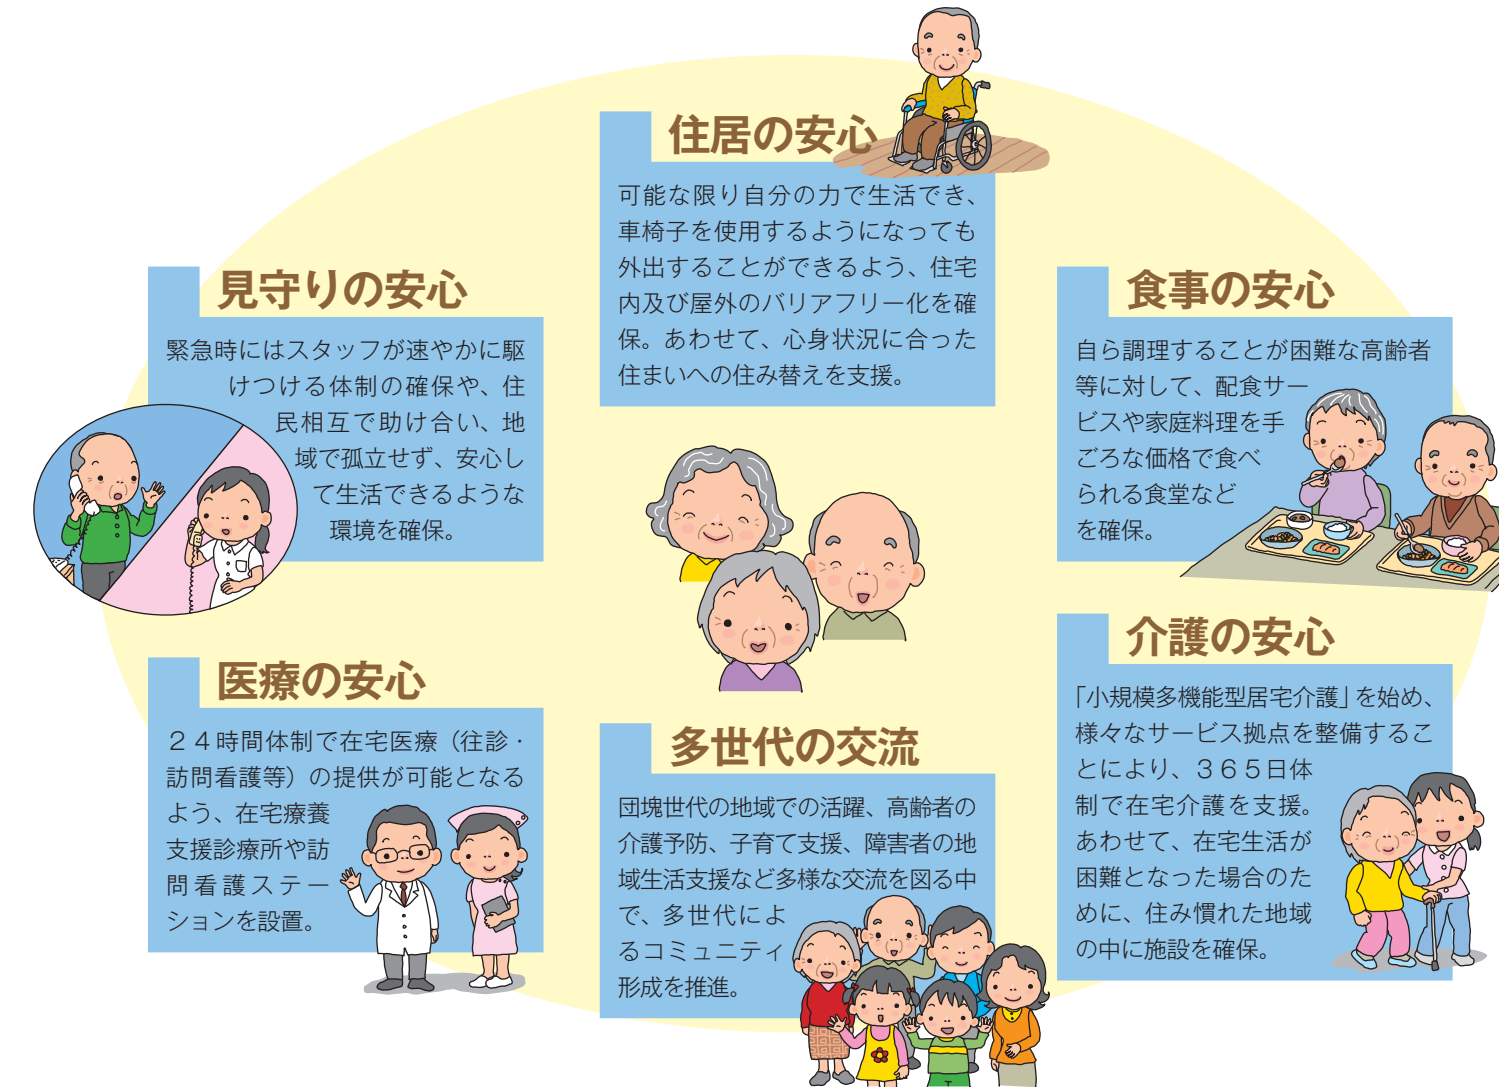 住居の安心
可能な限り自分の力で生活でき、
車椅子を使用するようになっても
外出することができるよう、住宅
内及び屋外のバリアフリー化を確
保。あわせて、心身状況に合った
住まいへの住み替えを支援。
見守りの安心
緊急時にはスタッフが速やかに駆
けつける体制の確保や、住
民相互で助け合い、地
域で孤立せず、安心し
て生活できるような
環境を確保。
食事の安心
自ら調理することが困難な高齢者
等に対して、配食サー
ビスや家庭料理を手
ごろな価格で食べ
られる食堂など
を確保。
医療の安心
２４時間体制で在宅医療（往診・
訪問看護等）の提供が可能となる
よう、在宅療養
支援診療所や訪
問看護ステー
ションを設置。
多世代の交流
団塊世代の地域での活躍、高齢者の
介護予防、子育て支援、障害者の地
域生活支援など多様な交流を図る中
で、多世代によ
るコミュニティ
形成を推進。
介護の安心
「小規模多機能型居宅介護」を始め、
様々なサービス拠点を整備するこ
とにより、３６５日体
制で在宅介護を支援。
あわせて、在宅生活が
困難となった場合のた
めに、住み慣れた地域
の中に施設を確保。